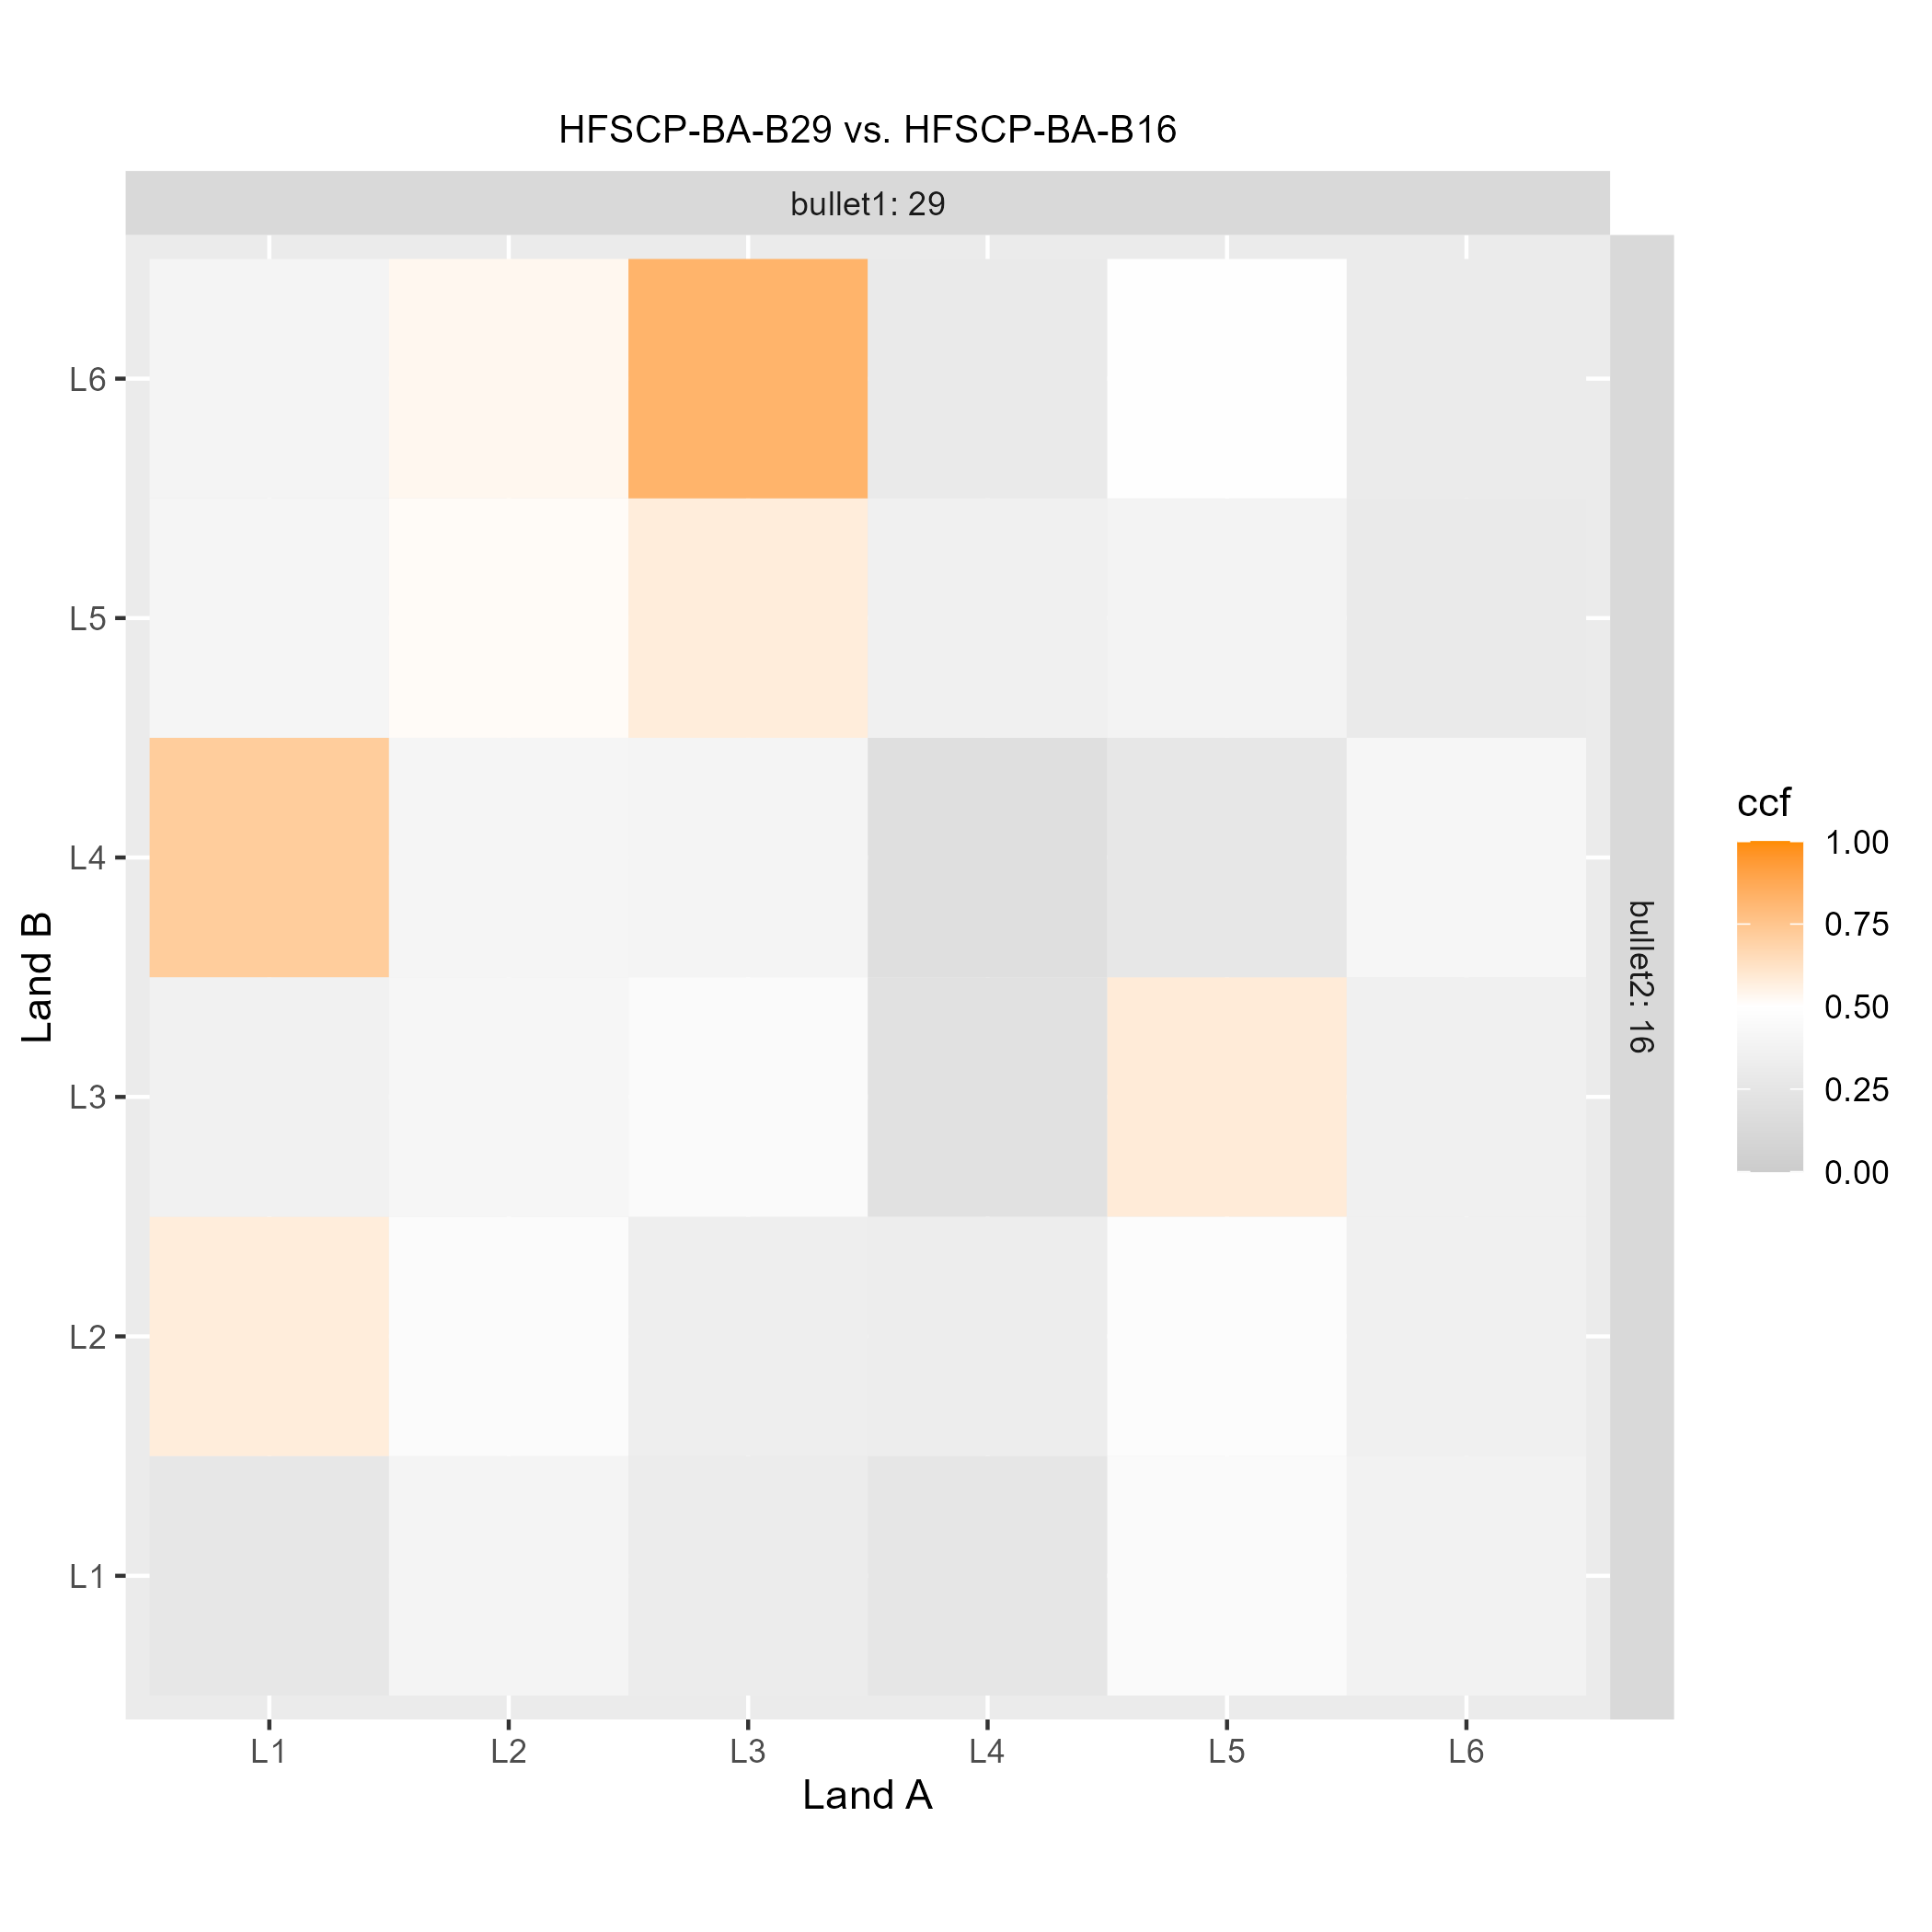 HFSCP-BA-B29 vs. HFSCP-BA-B16
bullet1: 29
L6
L5
L4
L3
L2
L1
Land B
bullet2: 16
L1 L2 L3 L4 L5 L6
Land A
ccf
1.00
0.75
0.50
0.25
0.00